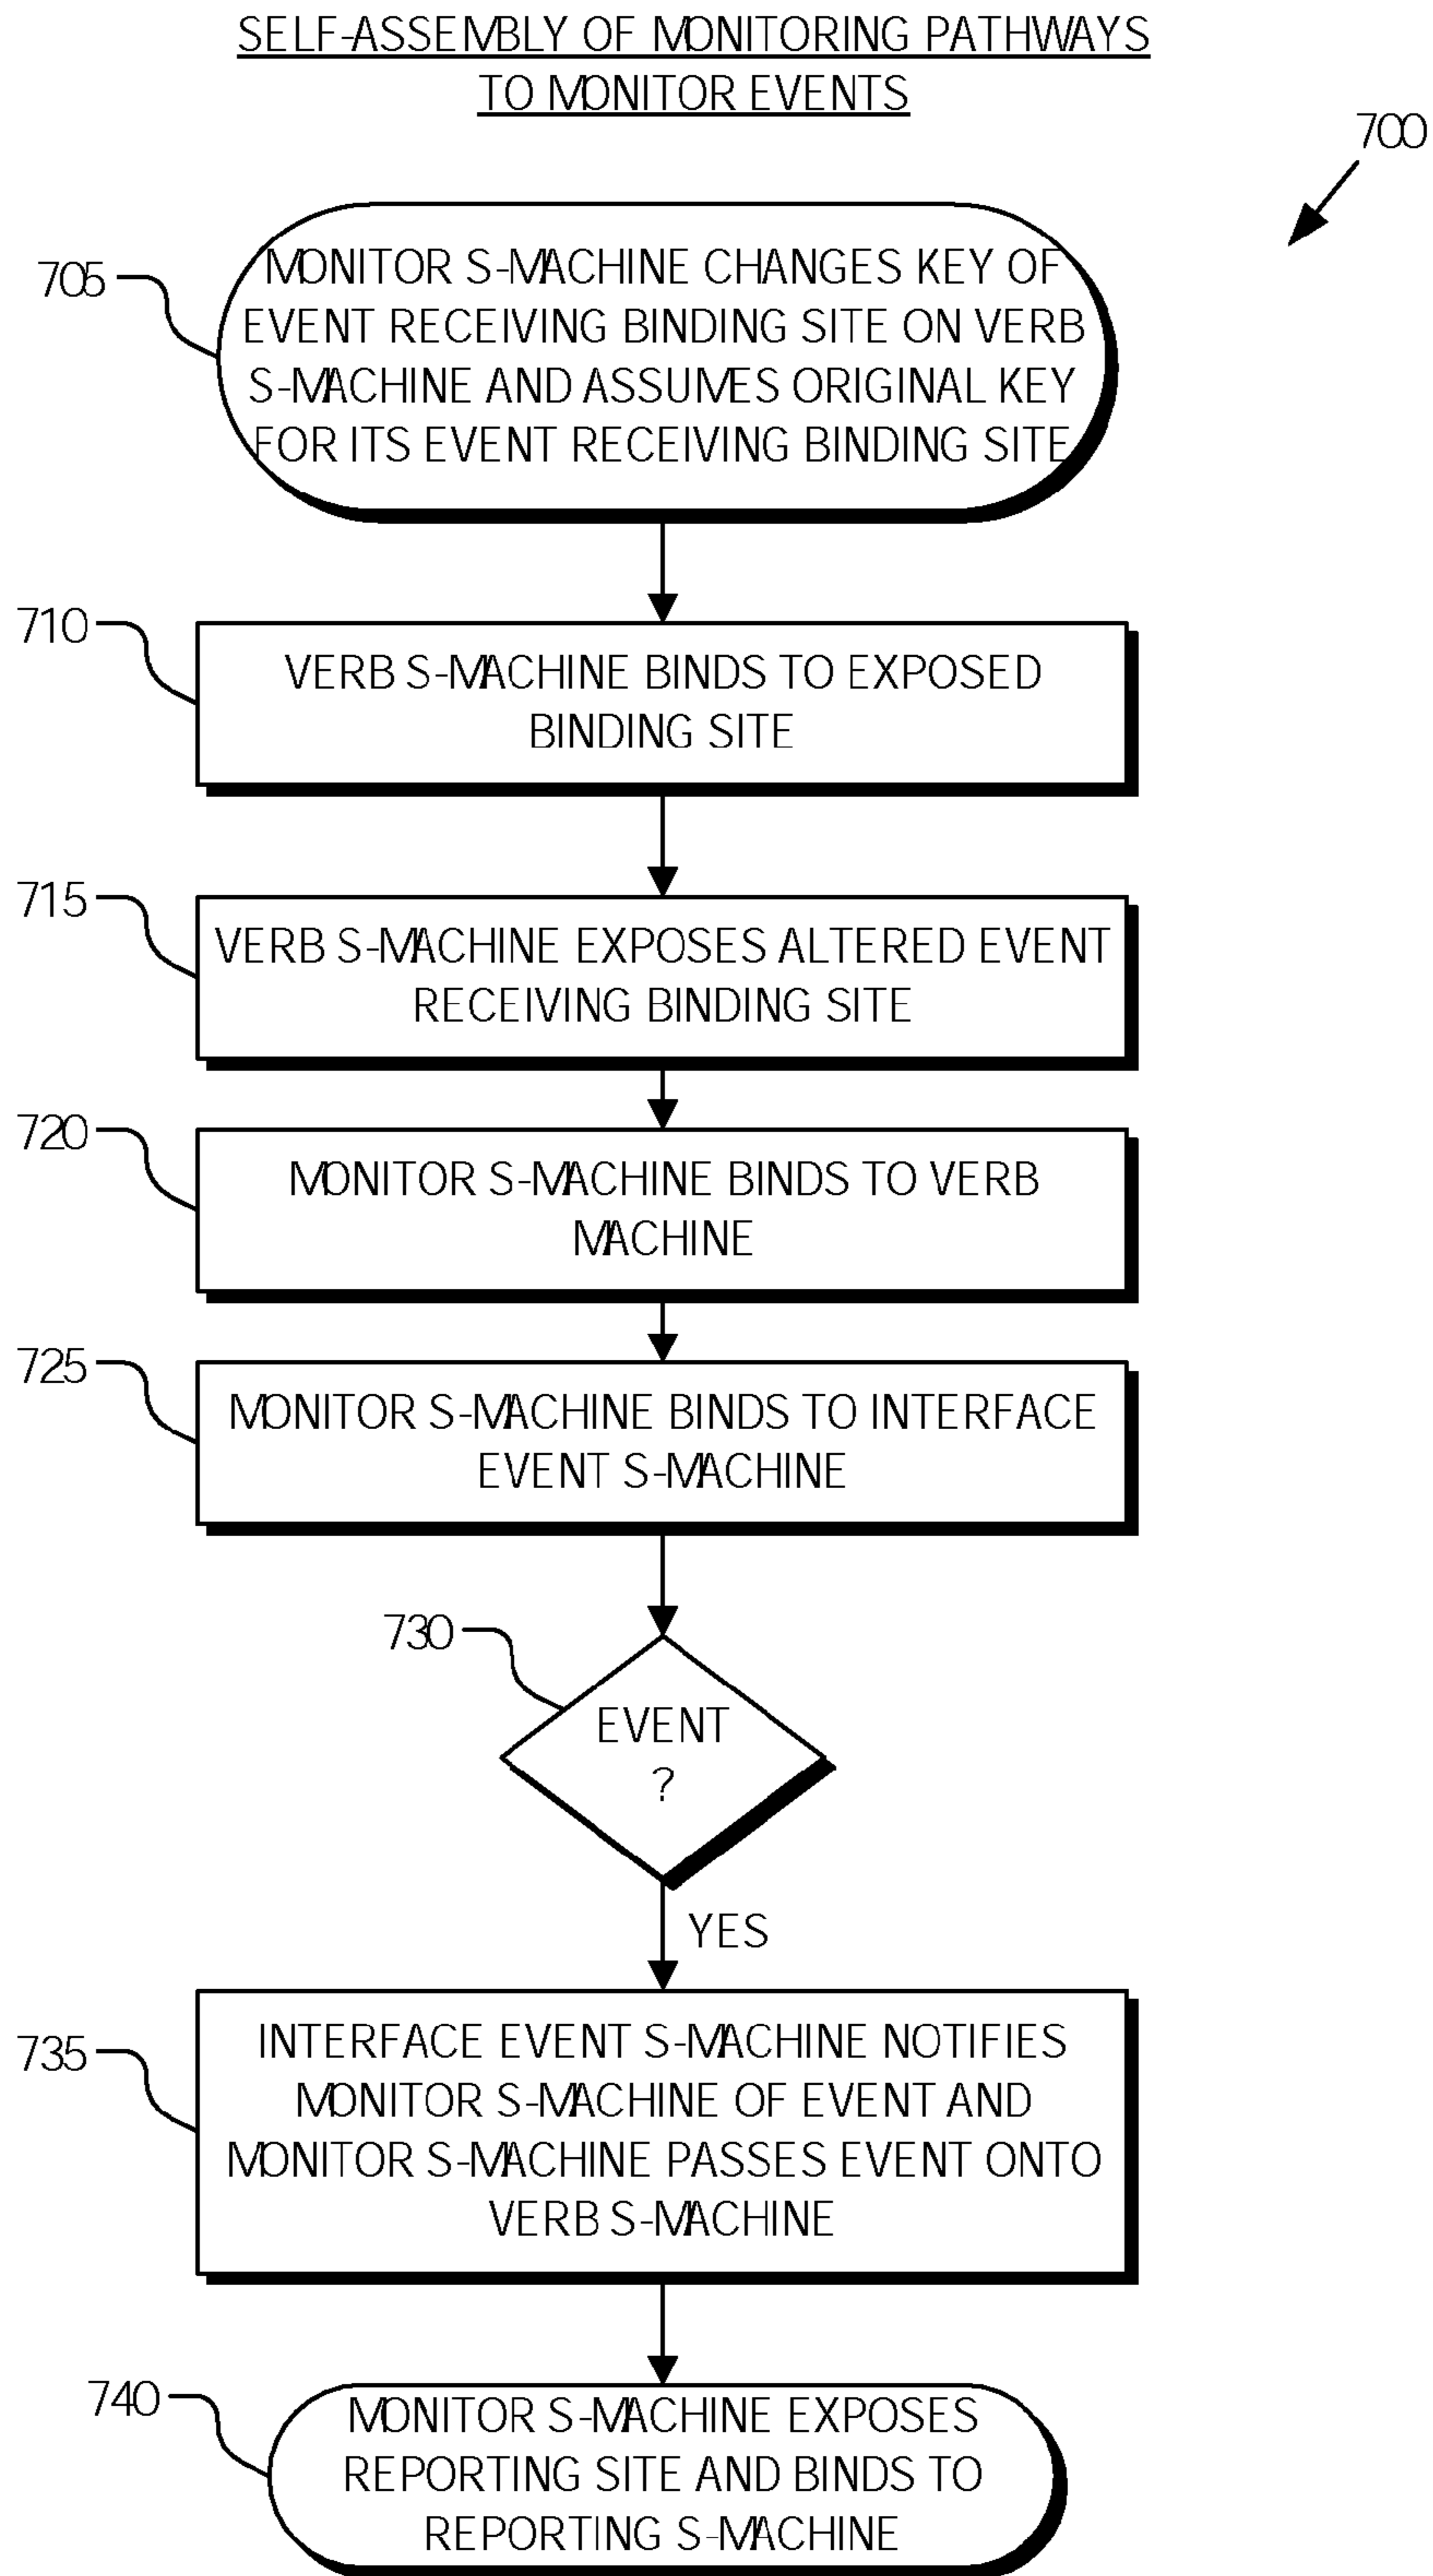 SELF-ASSEMBLY OF MONITORING PATHWAYS
TO MONITOR EVENTS
700
705
MONITOR S-MACHINE CHANGES KEY OF
EVENT RECEIVING BINDING SITE ON VERB
S-MACHINE AND ASSUMES ORIGINAL KEY
FOR ITS EVENT RECEIVING BINDING SITE
710
VERB S-MACHINE BINDS TO EXPOSED
BINDING SITE
715
VERB S-MACHINE EXPOSES ALTERED EVENT
RECEIVING BINDING SITE
720
MONITOR S-MACHINE BINDS TO VERB
MACHINE
725
MONITOR S-MACHINE BINDS TO INTERFACE
EVENT S-MACHINE
730
EVENT
?
YES
735
INTERFACE EVENT S-MACHINE NOTIFIES
MONITOR S-MACHINE OF EVENT AND
MONITOR S-MACHINE PASSES EVENT ONTO
VERB S-MACHINE
740
MONITOR S-MACHINE EXPOSES
REPORTING SITE AND BINDS TO
REPORTING S-MACHINE